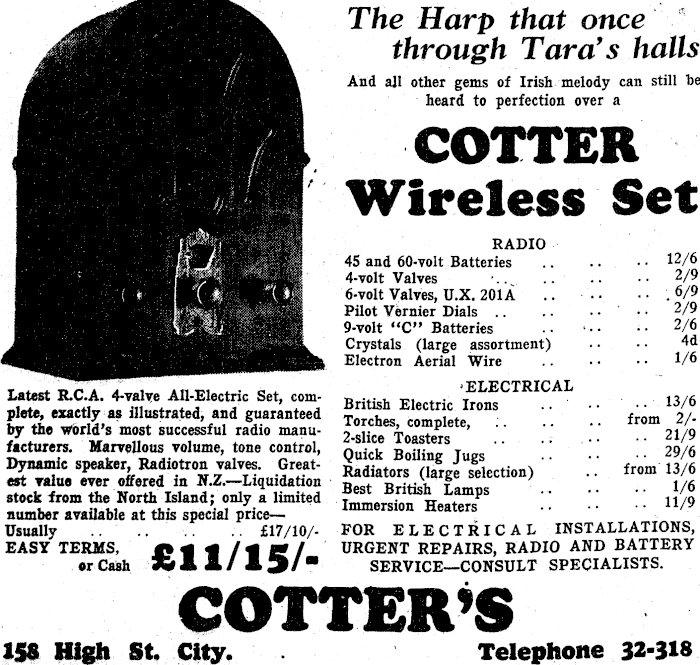 The Harp that once
through Tara's halls
And all other gems of Irish melody can still be
heard to perfection over a
COTTER
Wireless Set
RADIO
45 and 60-volt Batteries .. .. .. 12/6
4-volt Valves .. .. .. 2/9
6-volt Valves, U.X. 201A .. .. .. 6/9
Pilot Vernier Dials .. .. .. .. 2/9
9-volt "C" Batteries .. .. .. 2/6
Crystals (large assortment) .. .. 4d
Electron Aerial Wire .. .. .. 1/6
ELECTRICAL
British Electric Irons .. .. .. 13/6
Torches, complete, .. .. from 2/-
2-slice Toasters .. .. .. 21/9
Quick Boiling Jugs .. .. .. 29/6
Radiators (large selection) .. from 13/6
Best British Lamps .. .. .. 1/6
Immersion Heaters .. .. .. 11/9
FOR ELECTRICAL INSTALLATIONS,
URGENT REPAIRS, RADIO AND BATTERY
SERVICE—CONSULT SPECIALISTS.
Latest R.C.A. 4-valve All-Electric Set, com-
plete, exactly as illustrated, and guaranteed
by the world's most successful radio manu-
facturers. Marvellous volume, tone control,
Dynamic speaker, Radiotron valves. Great-
est value ever offered in N.Z.—Liquidation
stock from the North Island; only a limited
number available at this special price—
Usually .. .. .. .. £17/10/-
EASY TERMS,
or Cash £11/15/-
COTTER'S
158 High St. City. Telephone 32-318